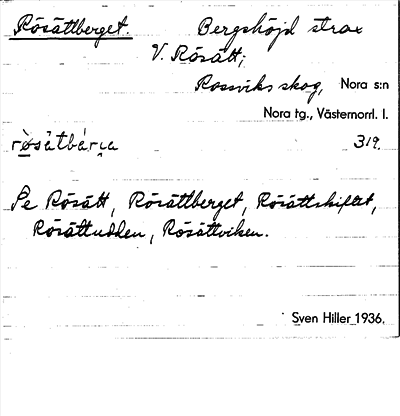 Rösättberget. Bergshöjd strax
V. Rösätt,
Rossviks skog, Nora s:n
Nora tg., Västernorrl. l.
319.
Se Rösätt, Rösättberget, Rösättskiftet,
Rösättudden, Rösättviken.
Sven Hiller 1936.